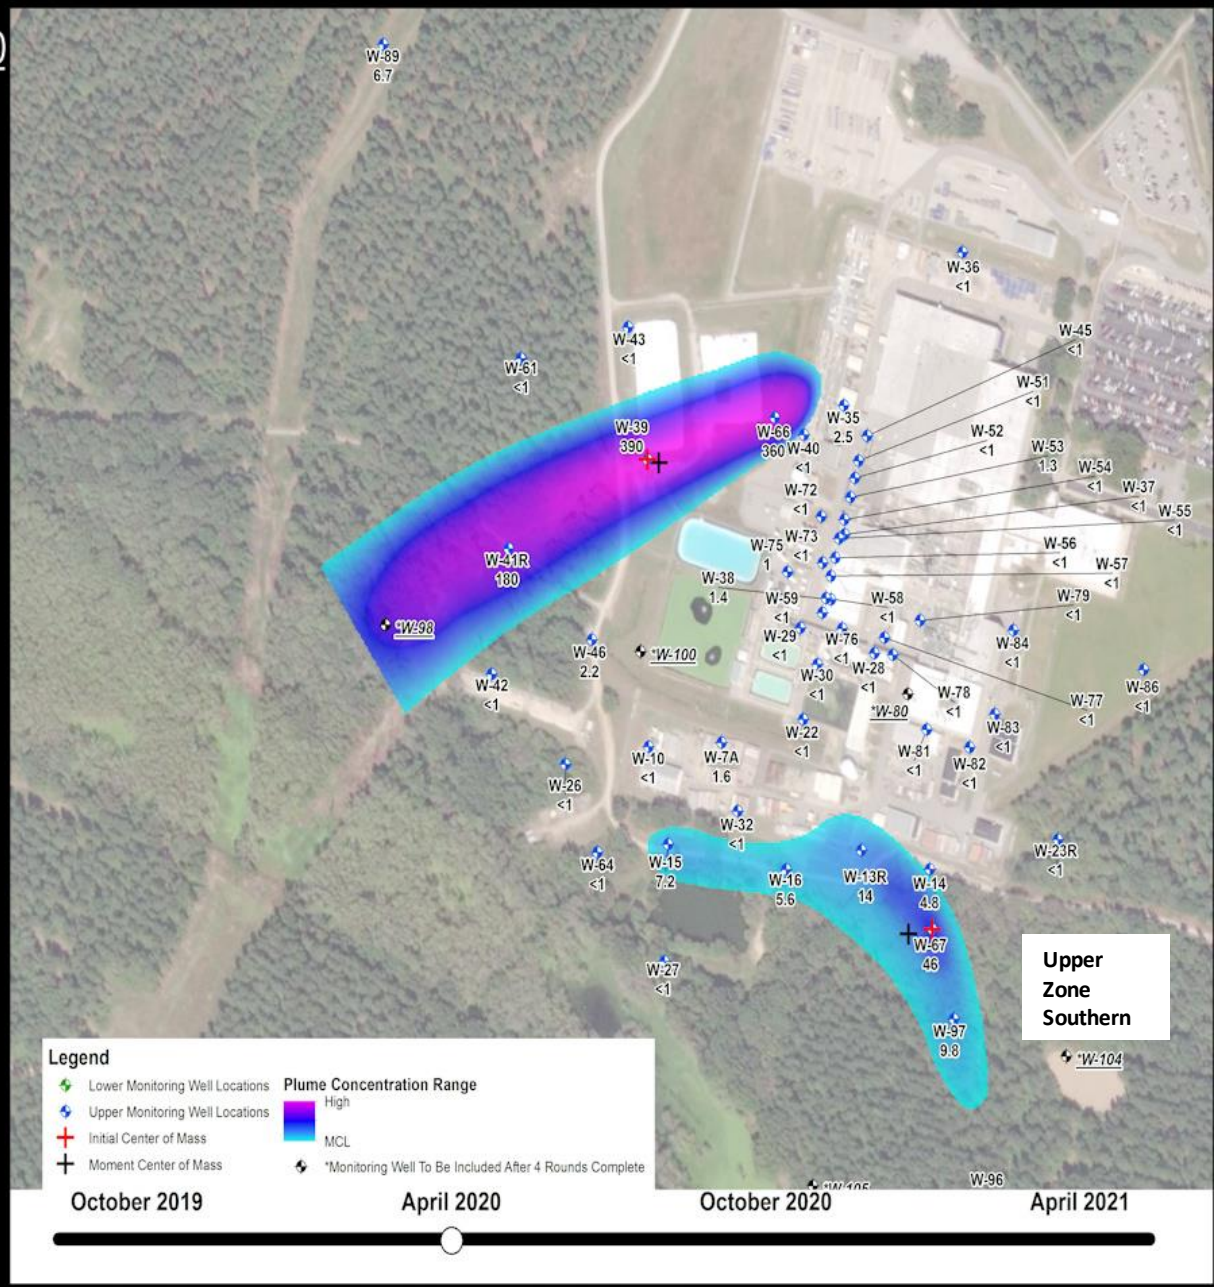 )
W-89
6.7
W-36
<1
W-43
<1
W-61
<1
W-45
<1
W-51
<1
W-35
2.5
W-39
390
W-66
360
W-40
<1
W-52
<1
W-53
1.3
W-54
<1
W-37
<1
W-55
<1
W-72
<1
W-73
<1
W-75
1
W-56
<1
W-57
<1
W-41R
180
W-38
1.4
W-59
<1
W-58
<1
W-79
<1
*W-98
W-29
<1
W-76
<1
W-84
<1
W-46
2.2
*W-100
W-30
<1
W-28
<1
W-78
<1
W-77
<1
W-86
<1
W-42
<1
*W-80
W-22
<1
W-83
<1
W-10
<1
W-7A
1.6
W-81
<1
W-82
<1
W-26
<1
W-32
<1
W-64
<1
W-15
7.2
W-16
5.6
W-13R
14
W-14
4.8
W-23R
<1
W-67
46
W-27
<1
Upper
Zone
Southern
W-97
9.8
*W-104
Legend
Lower Monitoring Well Locations
Upper Monitoring Well Locations
Initial Center of Mass
Moment Center of Mass
Plume Concentration Range
High
MCL
*Monitoring Well To Be Included After 4 Rounds Complete
*W-105
W-96
October 2019 April 2020 October 2020 April 2021